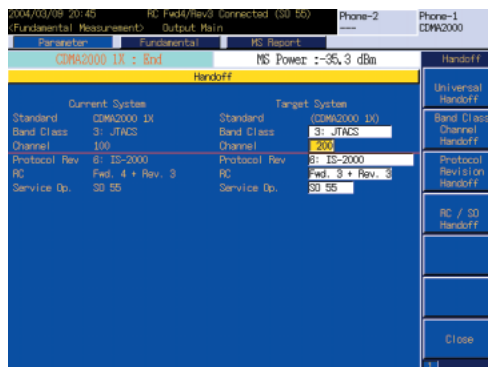 2004/03/09 20:45 RC Fwd4/Rev3 Connected (SO 55) Phone-2 Phone-1
<Fundamental Measurement> Output Main ---- CDMA2000
Parameter Fundamental MS Report
CDMA2000 1X : End MS Power :-35.3 dBm Handoff
Handoff
Universal
Handoff
Current System Target System
Standard CDMA2000 1X Standard (CDMA2000 1X)
Band Class 3: JTACS Band Class 3: JTACS
Channel 100 Channel 200
Protocol Rev 6: IS-2000 Protocol Rev 6: IS-2000
RC Fwd. 4 + Rev. 3 RC Fwd. 3 + Rev. 3
Service Op. SO 55 Service Op. SO 55
Band Class
Channel
Handoff
Protocol
Revision
Handoff
RC / SO
Handoff
Close
1